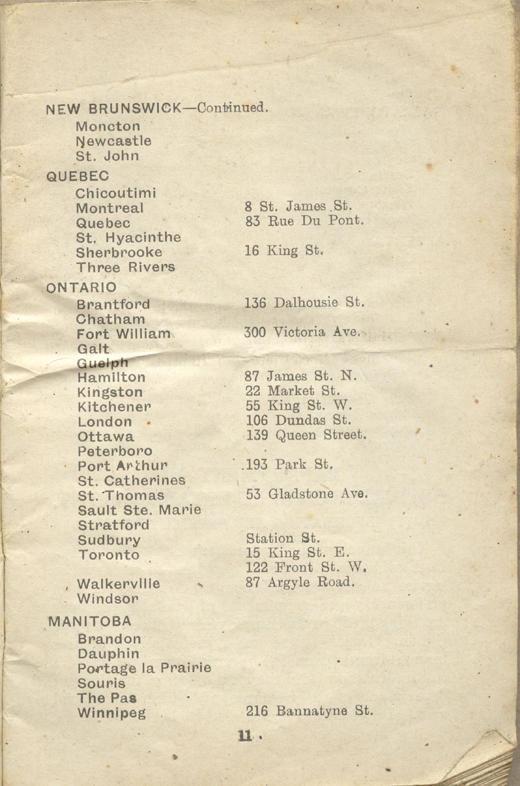 NEW BRUNSWICK—Continued.
Moncton
Newcastle
St. John
QUEBEC
Chicoutimi
Montreal 8 St. James St.
Quebec 83 Rue Du Pont.
St. Hyacinthe
Sherbrooke 16 King St.
Three Rivers
ONTARIO
Brantford 136 Dalhousie St.
Chatham
Fort William 300 Victoria Ave.
Galt
Guelph
Hamilton 87 James St. N.
Kingston 22 Market St.
Kitchener 55 King St. W.
London 106 Dundas St.
Ottawa 139 Queen Street.
Peterboro
Port Arthur 193 Park St.
St. Catherines
St. Thomas 53 Gladstone Ave.
Sault Ste. Marie
Stratford
Sudbury Station St.
Toronto 15 King St. E.
122 Front St. W.
Walkerville 87 Argyle Road.
Windsor
MANITOBA
Brandon
Dauphin
Portage la Prairie
Souris
The Pas
Winnipeg 216 Bannatyne St.
11